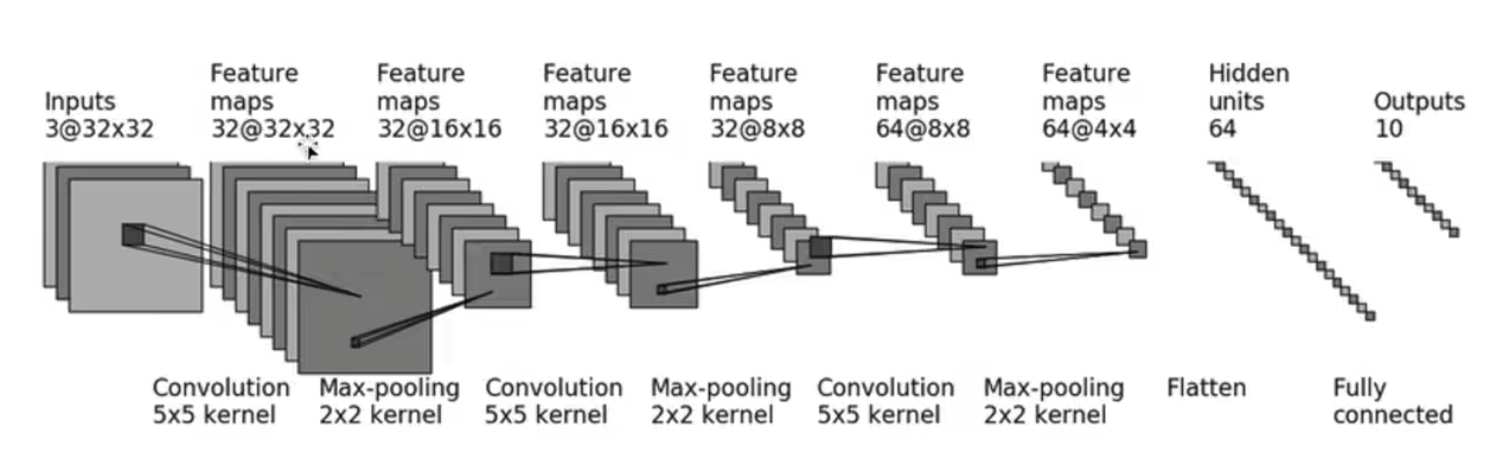 Inputs
3@32x32
Feature
maps
32@32x32
Feature
maps
32@16x16
Feature
maps
32@16x16
Feature
maps
32@8x8
Feature
maps
64@8x8
Feature
maps
64@4x4
Hidden
units
64
Outputs
10
Convolution
5x5 kernel
Max-pooling
2x2 kernel
Convolution
5x5 kernel
Max-pooling
2x2 kernel
Convolution
5x5 kernel
Max-pooling
2x2 kernel
Flatten
Fully
connected